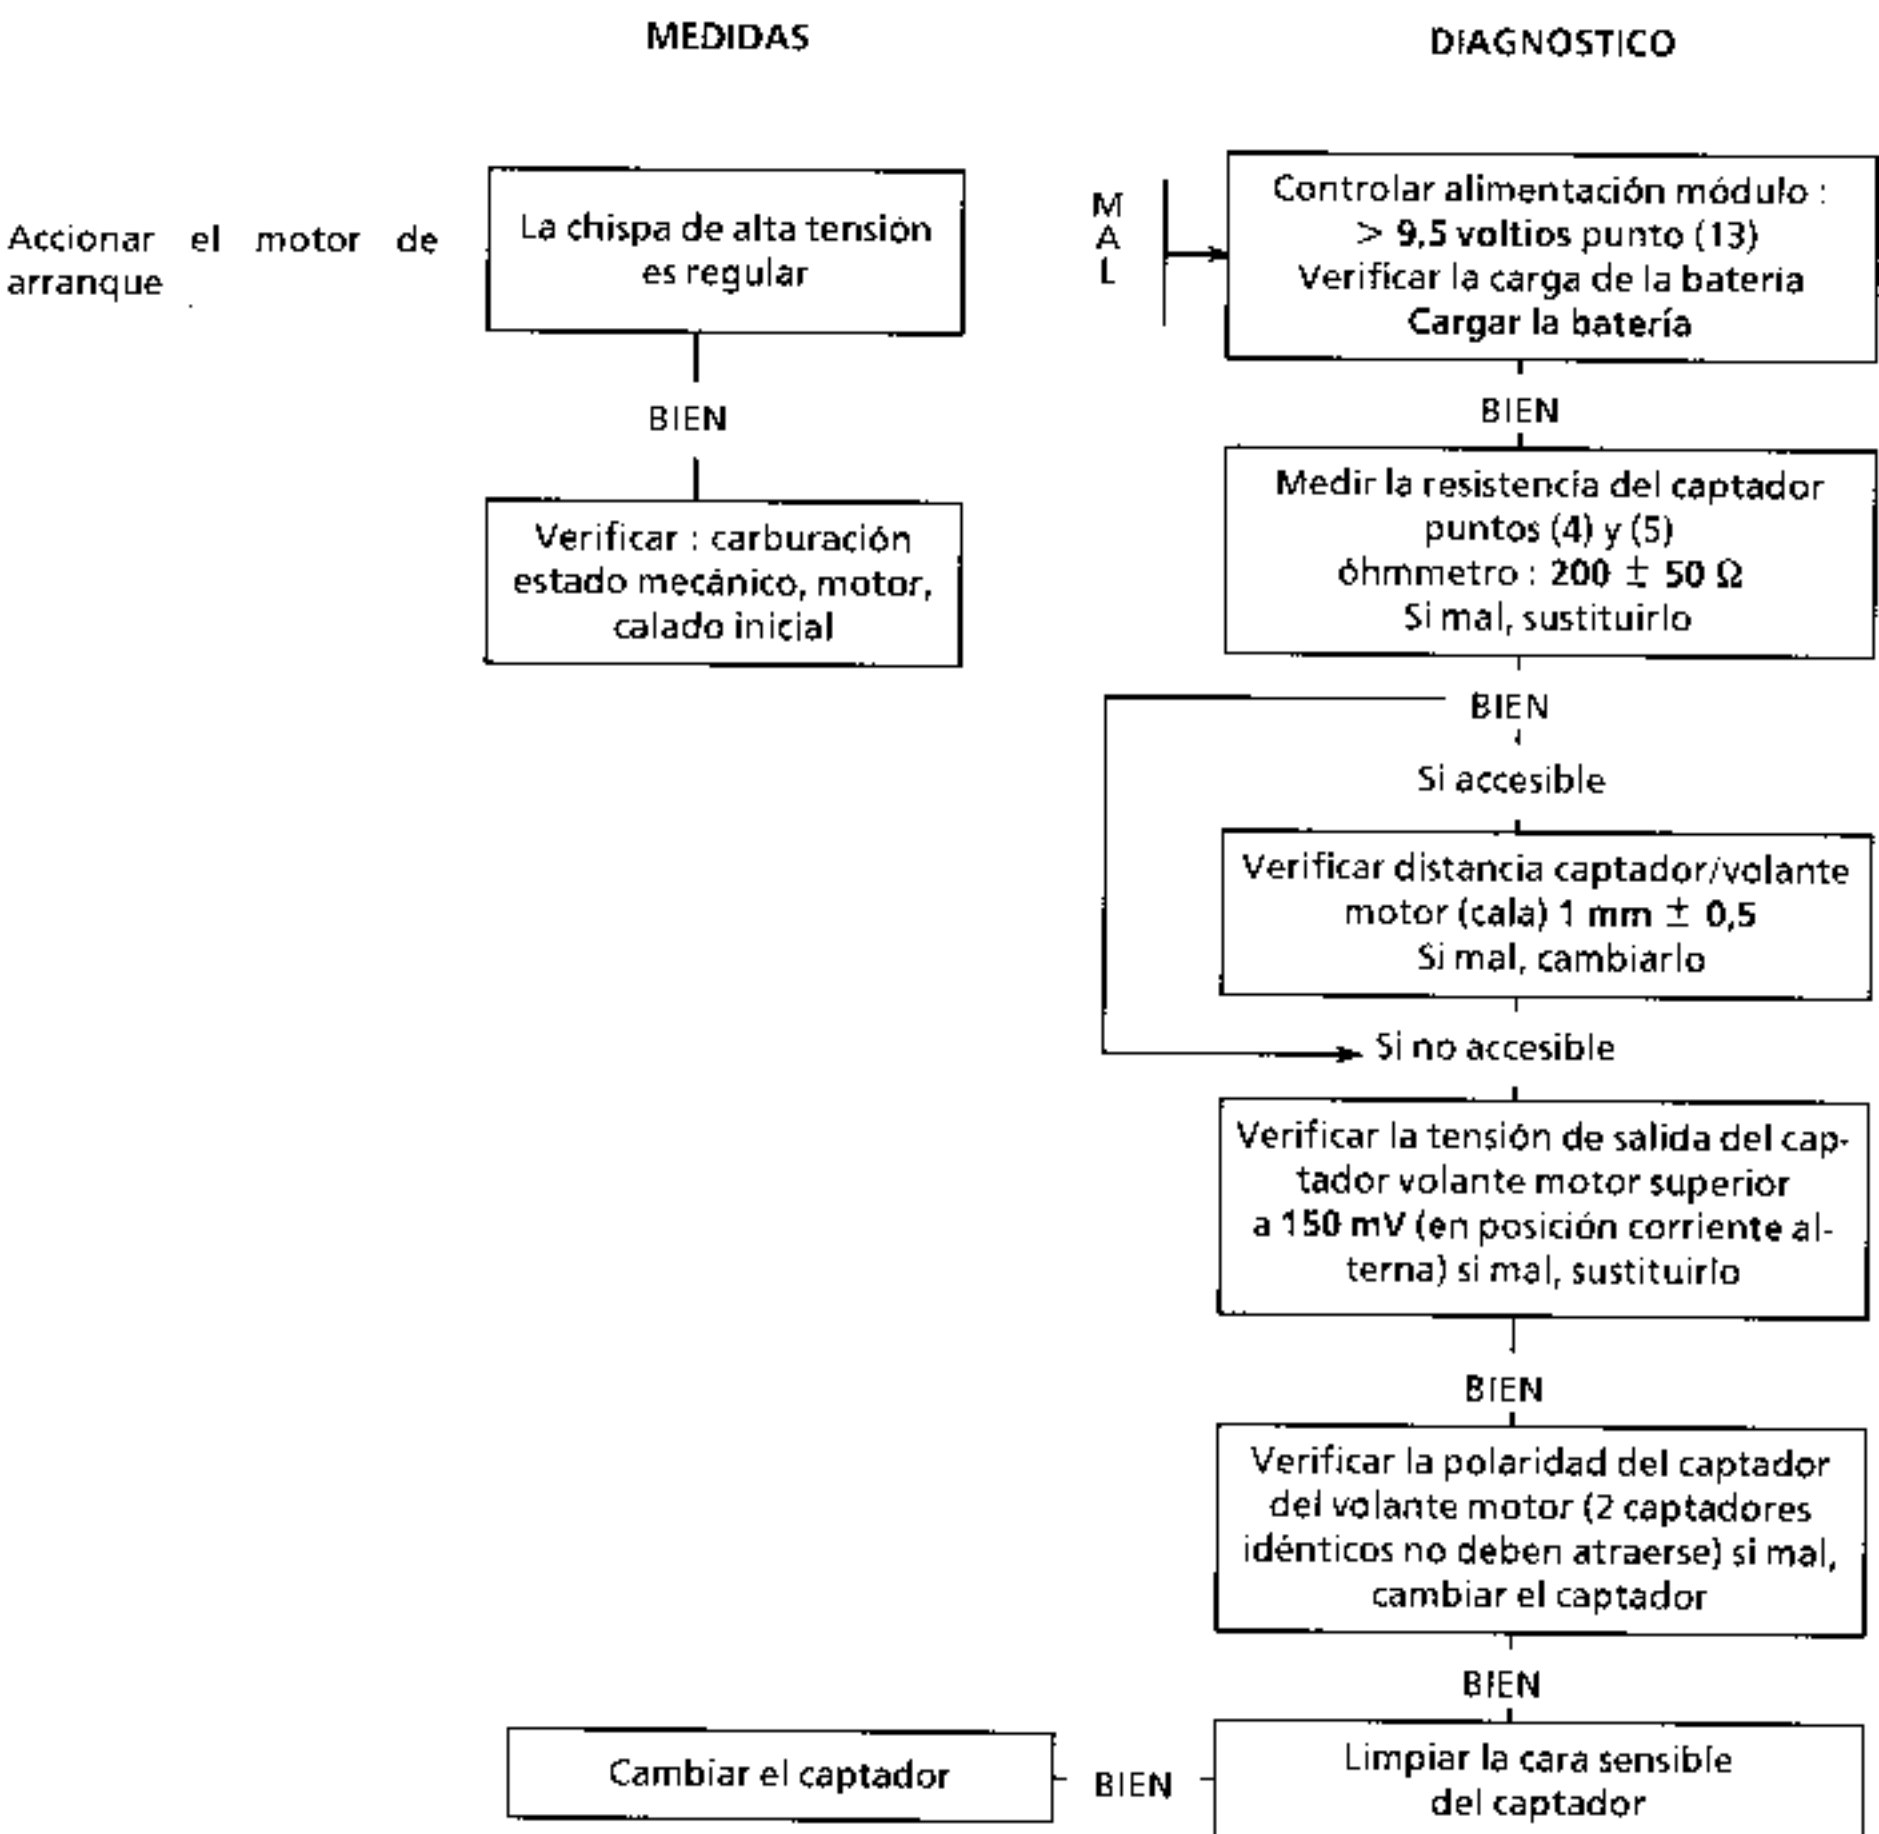 MEDIDAS
DIAGNOSTICO
Accionar el motor de
arranque
La chispa de alta tensión
es regular
BIEN
Verificar : carburación
estado mecánico, motor,
calado inicial
M
A
L
Controlar alimentación módulo :
> 9,5 voltios punto (13)
Verificar la carga de la batería
Cargar la batería
BIEN
Medir la resistencia del captador
puntos (4) y (5)
óhmmetro : 200 ± 50 Ω
Si mal, sustituirlo
BIEN
Si accesible
Verificar distancia captador/volante
motor (cala) 1 mm ± 0,5
Si mal, cambiarlo
Si no accesible
Verificar la tensión de salida del cap-
tador volante motor superior
a 150 mV (en posición corriente al-
terna) si mal, sustituirlo
BIEN
Verificar la polaridad del captador
del volante motor (2 captadores
idénticos no deben atraerse) si mal,
cambiar el captador
BIEN
Limpiar la cara sensible
del captador
BIEN
Cambiar el captador